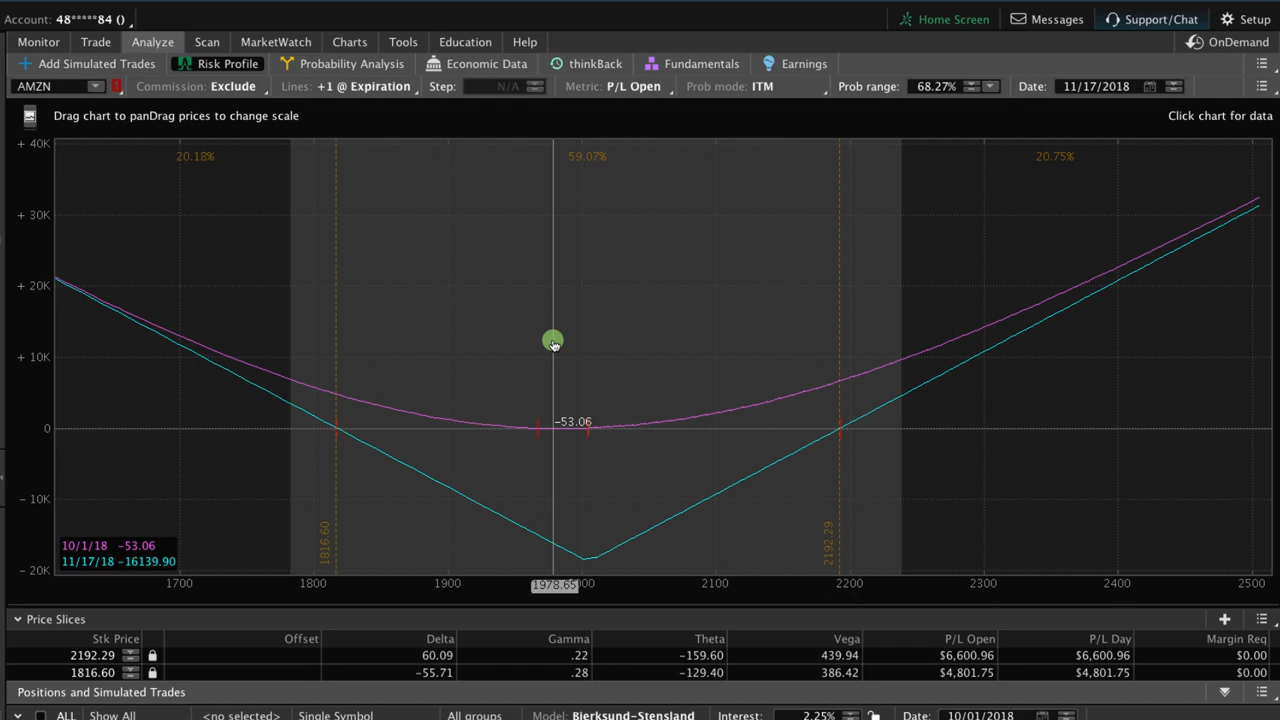 Account: 48*****84 () Home Screen Messages Support/Chat Setup
Monitor Trade Analyze Scan MarketWatch Charts Tools Education Help OnDemand
Add Simulated Trades Risk Profile Probability Analysis Economic Data thinkBack Fundamentals Earnings
AMZN Commission: Exclude Lines: +1 @ Expiration Step: N/A Metric: P/L Open Prob mode: ITM Prob range: 68.27% Date: 11/17/2018
Drag chart to panDrag prices to change scale Click chart for data
+ 40K
20.18% 59.07% 20.75%
+ 30K
+ 20K
+ 10K
-53.06
0
- 10K
1816.60 2192.29
10/1/18 -53.06
11/17/18 -16139.90
- 20K
1700 1800 1900 1978.65 2000 2100 2200 2300 2400 2500
Price Slices
Stk Price Offset Delta Gamma Theta Vega P/L Open P/L Day Margin Req
2192.29 60.09 .22 -159.60 439.94 $6,600.96 $6,600.96 $0.00
1816.60 -55.71 .28 -129.40 386.42 $4,801.75 $4,801.75 $0.00
Positions and Simulated Trades
ALL Show All <no selected> Single Symbol All groups Model: Bjerksund-Stensland Interest: 2.25% Date: 10/01/2018